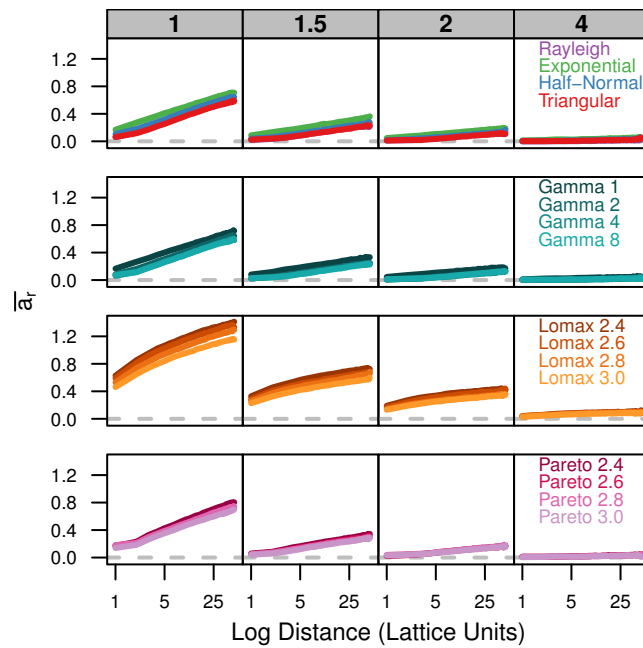 1 1.5 2 4
1.2
0.8
0.4
0.0
Rayleigh
Exponential
Half−Normal
Triangular
1.2
0.8
0.4
0.0
Gamma 1
Gamma 2
Gamma 4
Gamma 8
a̅r
1.2
0.8
0.4
0.0
Lomax 2.4
Lomax 2.6
Lomax 2.8
Lomax 3.0
1.2
0.8
0.4
0.0
Pareto 2.4
Pareto 2.6
Pareto 2.8
Pareto 3.0
1 5 25 1 5 25 1 5 25 1 5 25
Log Distance (Lattice Units)